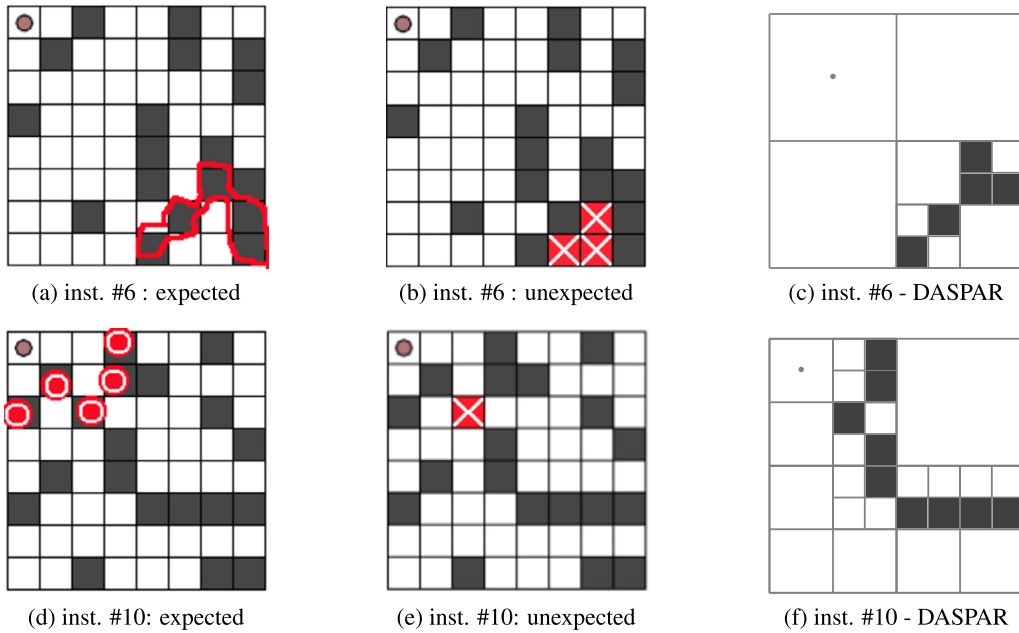 (a) inst. #6 : expected
(b) inst. #6 : unexpected
(c) inst. #6 - DASPAR
(d) inst. #10: expected
(e) inst. #10: unexpected
(f) inst. #10 - DASPAR